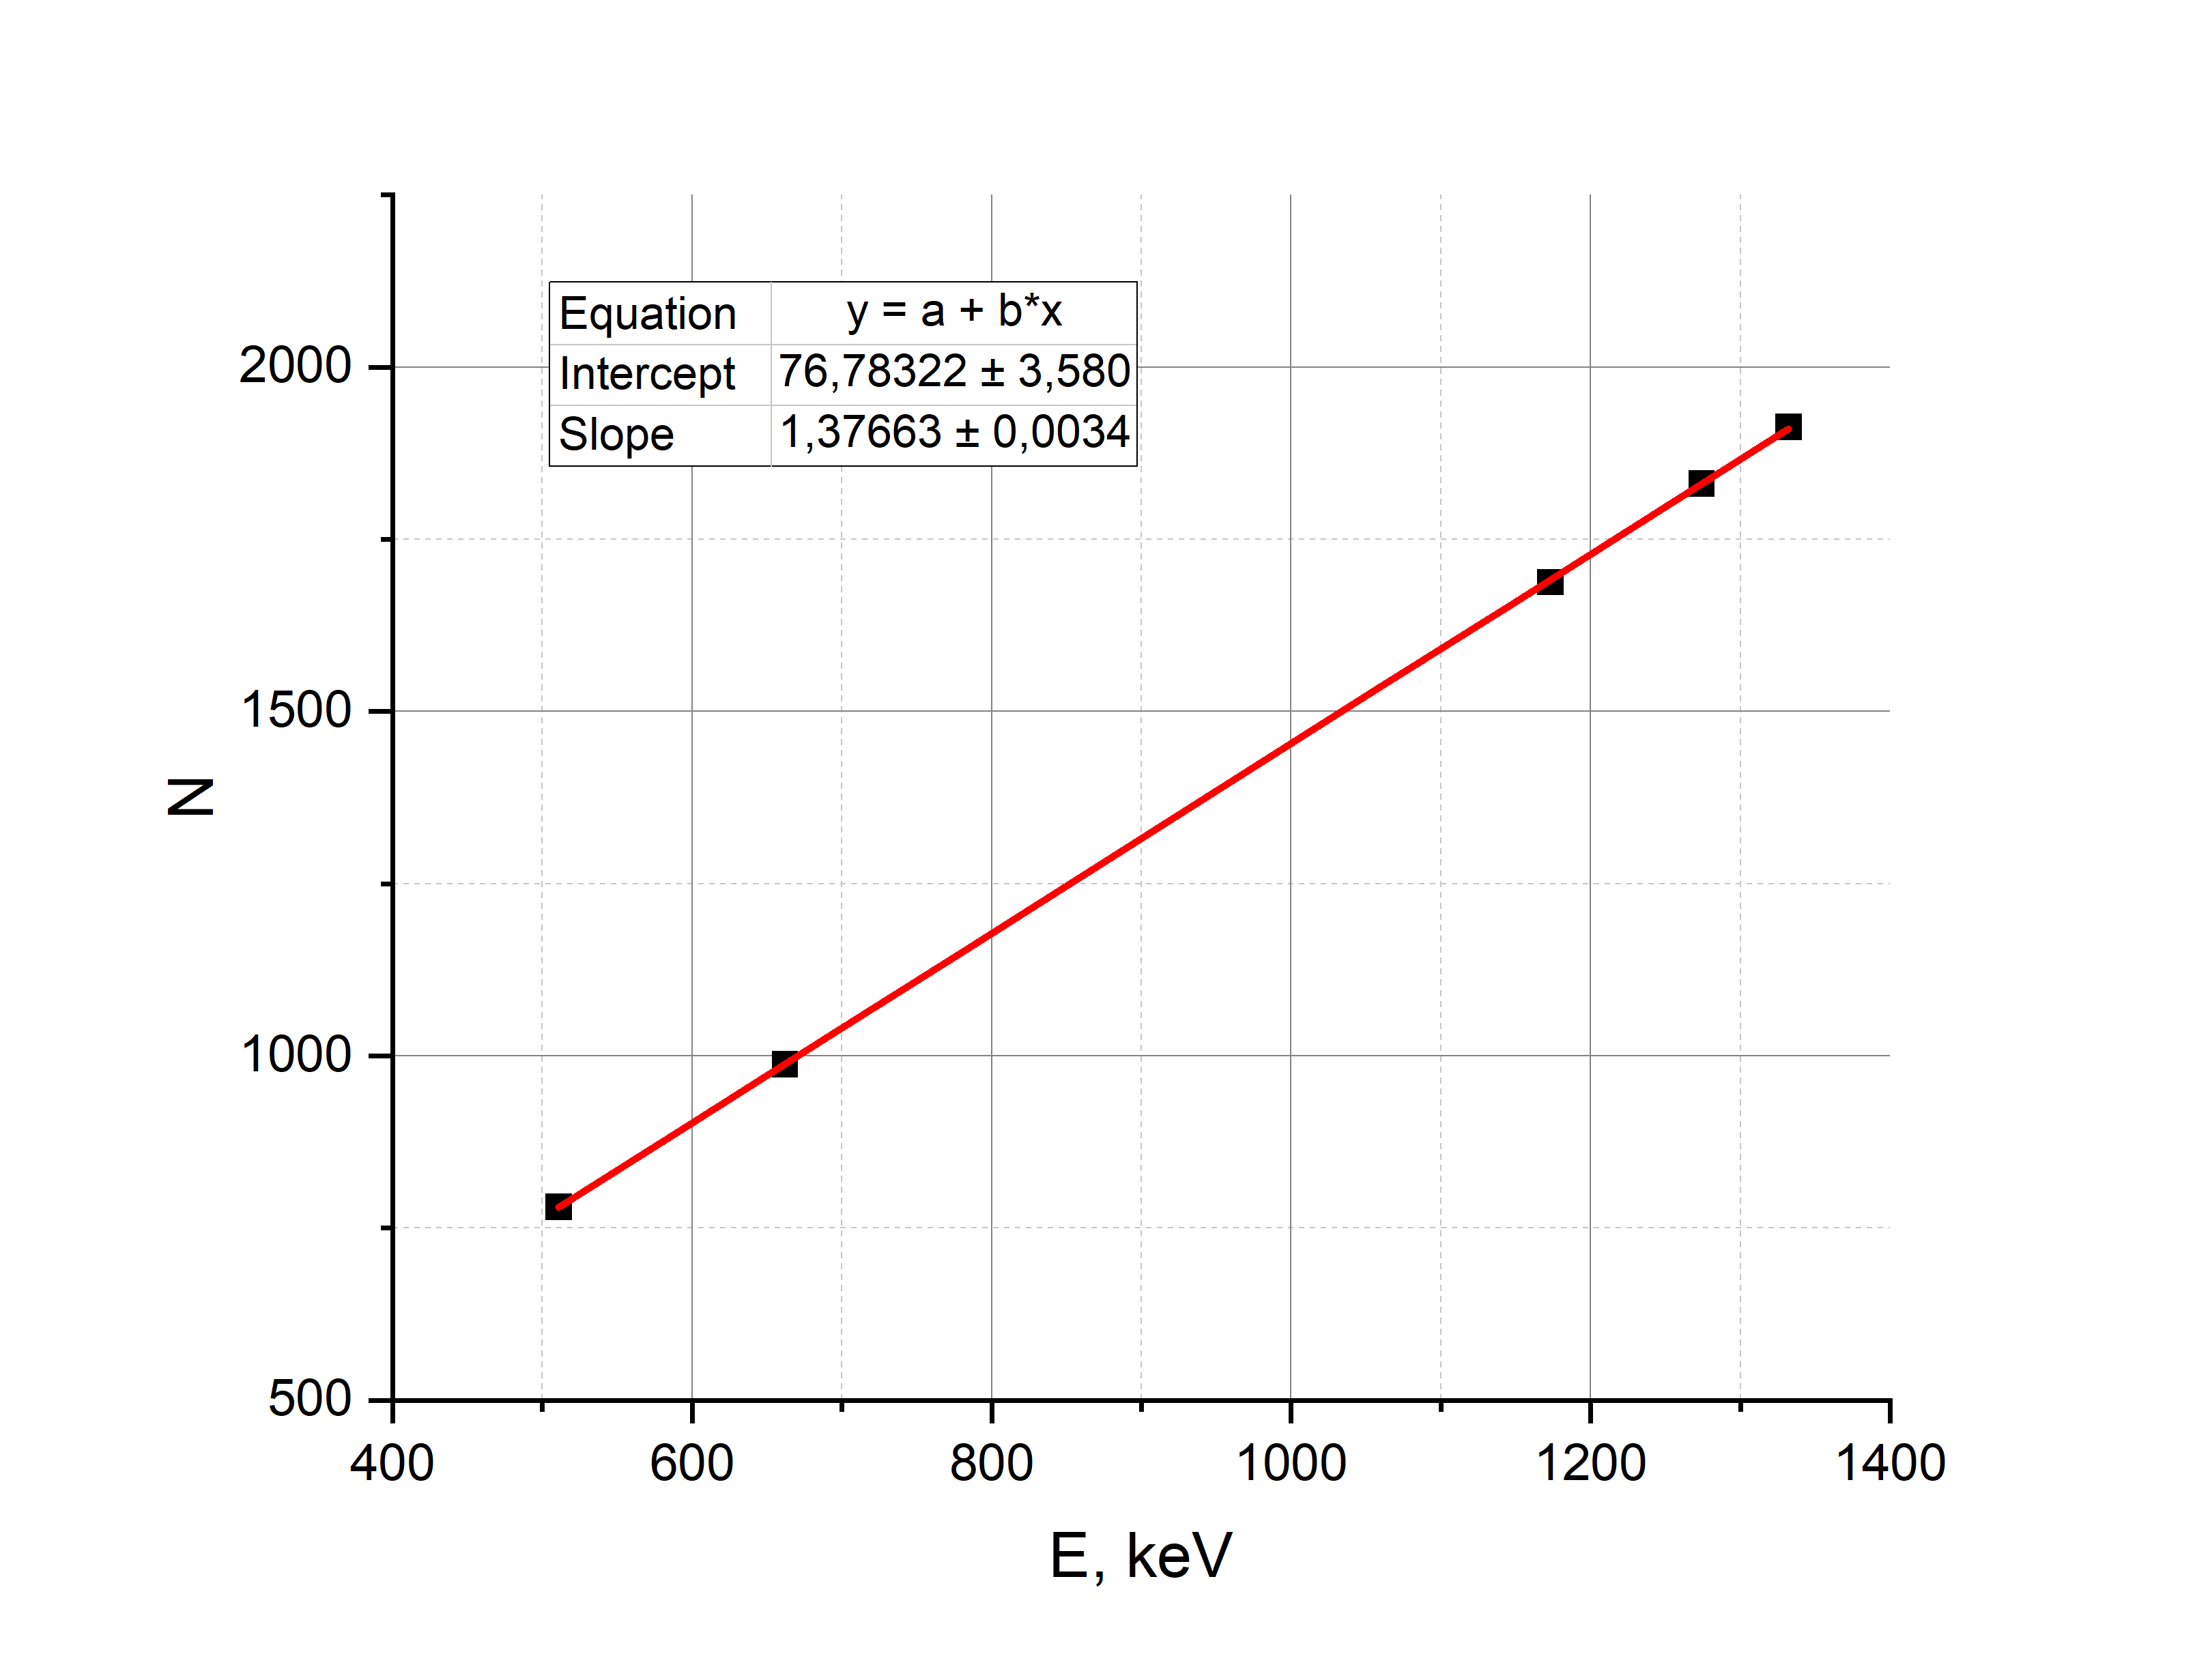 Equation y = a + b*x
Intercept 76,78322 ± 3,580
Slope 1,37663 ± 0,0034
2000
1500
1000
500
N
400 600 800 1000 1200 1400
E, keV